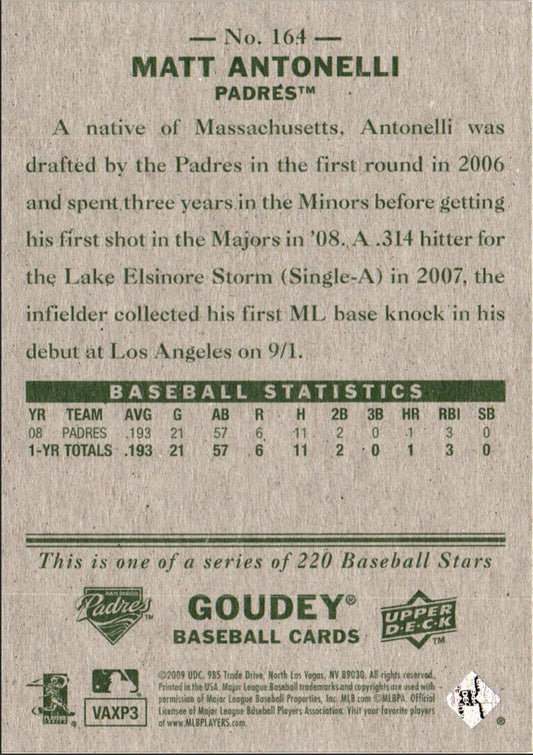 — No. 164 —
MATT ANTONELLI
PADRES™
A native of Massachusetts, Antonelli was
drafted by the Padres in the first round in 2006
and spent three years in the Minors before getting
his first shot in the Majors in ’08. A .314 hitter for
the Lake Elsinore Storm (Single-A) in 2007, the
infielder collected his first ML base knock in his
debut at Los Angeles on 9/1.
BASEBALL STATISTICS
YR TEAM AVG G AB R H 2B 3B HR RBI SB
08 PADRES .193 21 57 6 11 2 0 1 3 0
1-YR TOTALS .193 21 57 6 11 2 0 1 3 0
This is one of a series of 220 Baseball Stars
SAN DIEGO
Padres
GOUDEY®
BASEBALL CARDS
UPPER
D.E.C.K
™
VAXP3
©2009 UDC. 985 Trade Drive, North Las Vegas, NV 89030. All rights reserved.
Printed in the USA. Major League Baseball trademarks and copyrights are used with
permission of Major League Baseball Properties, Inc. MLB.com ©MLBPA. Official
Licensee of Major League Baseball Players Association. Visit your favorite players
at www.MLBPLAYERS.com.
®